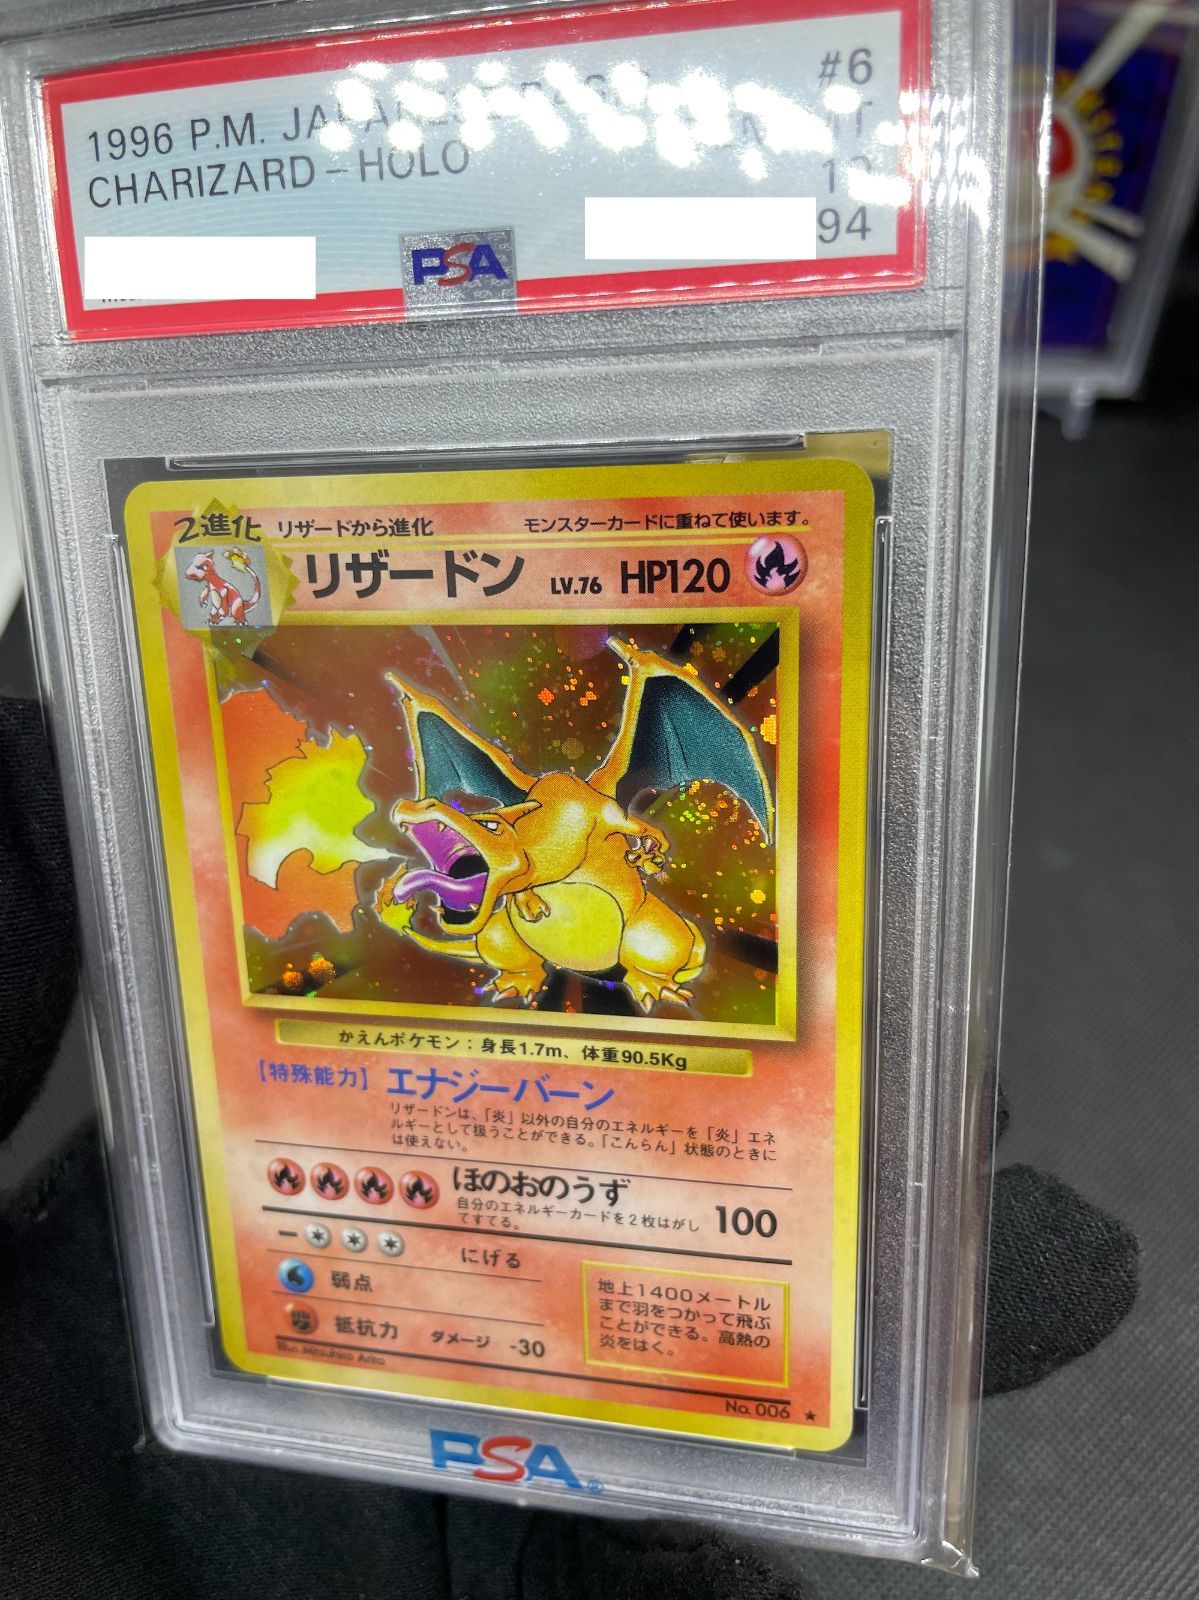 1996 P.M. JAPANESE BASIC #6
CHARIZARD-HOLO
10
94
PSA
2進化 リザードから進化 モンスターカードに重ねて使います。
リザードン LV.76 HP120
かえんポケモン：身長1.7m、体重90.5Kg
【特殊能力】 エナジーバーン
リザードンは、「炎」以外の自分のエネルギーを「炎」エネ
ルギーとして扱うことができる。「こんらん」状態のときに
は使えない。
ほのおのうず 100
自分のエネルギーカードを2枚はがし
てすてる。
にげる
弱点
抵抗力 ダメージ -30
地上1400メートル
まで羽をつかって飛ぶ
ことができる。高熱の
炎をはく。
Illus. Mitsuhiro Arita
No. 006 ★
PSA®